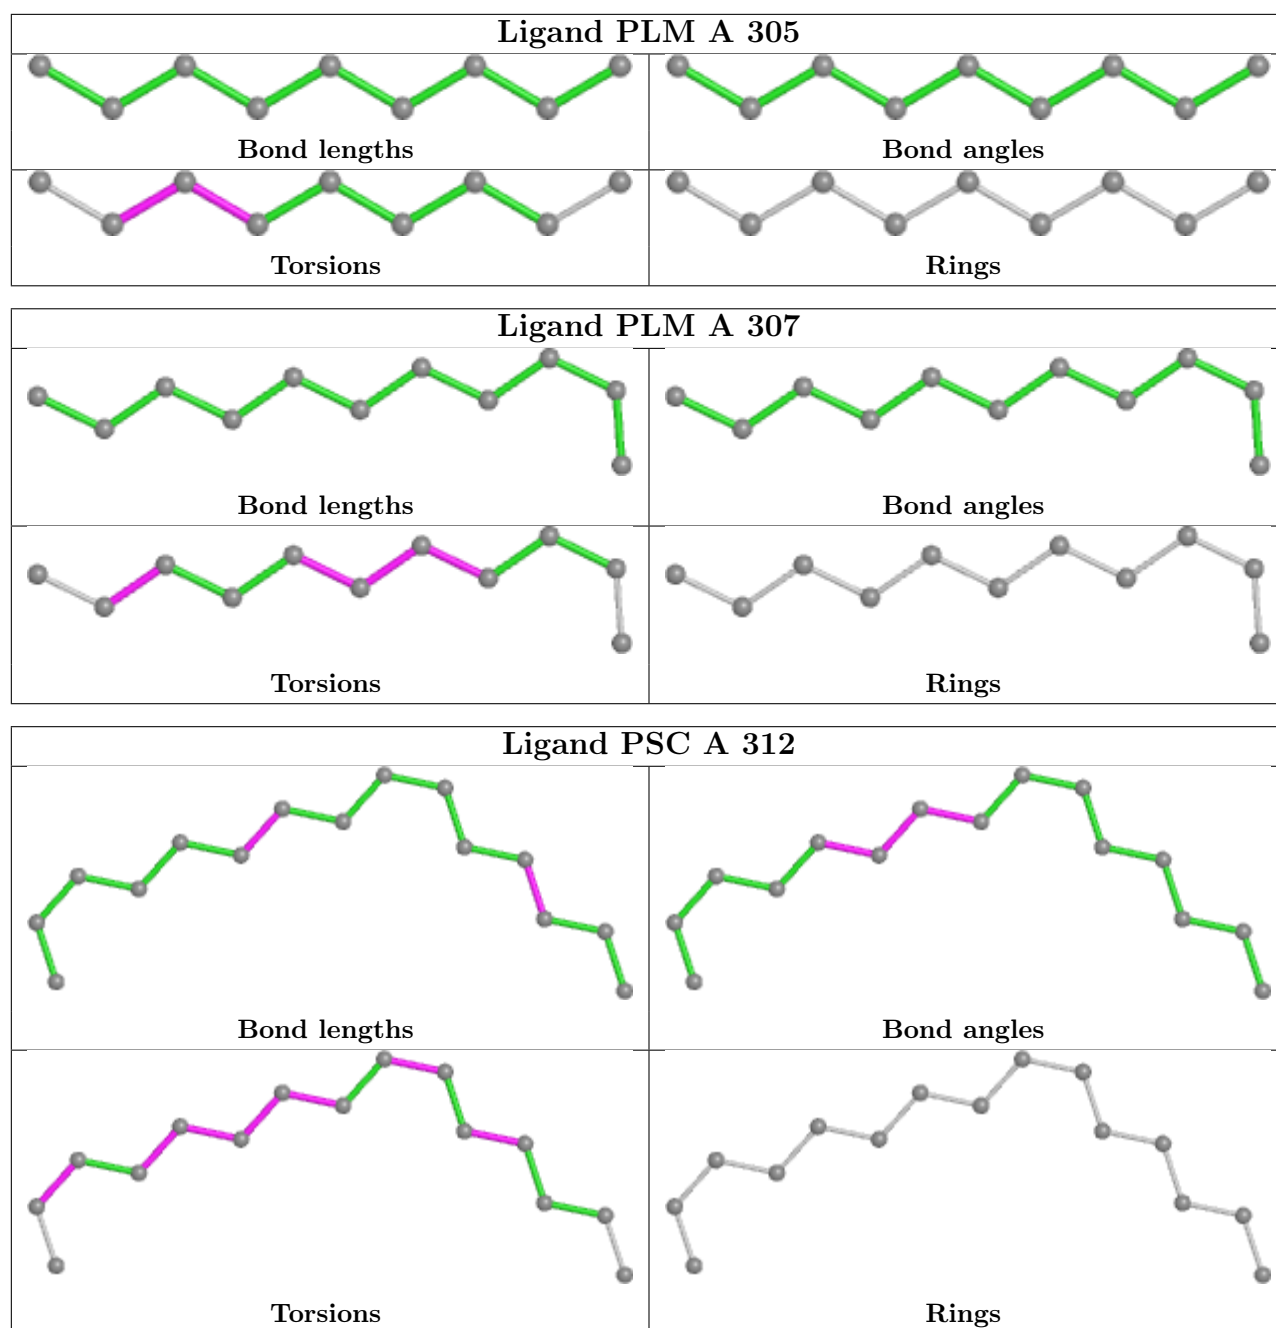 Ligand PLM A 305
Bond lengths Bond angles
Torsions Rings
Ligand PLM A 307
Bond lengths Bond angles
Torsions Rings
Ligand PSC A 312
Bond lengths Bond angles
Torsions Rings